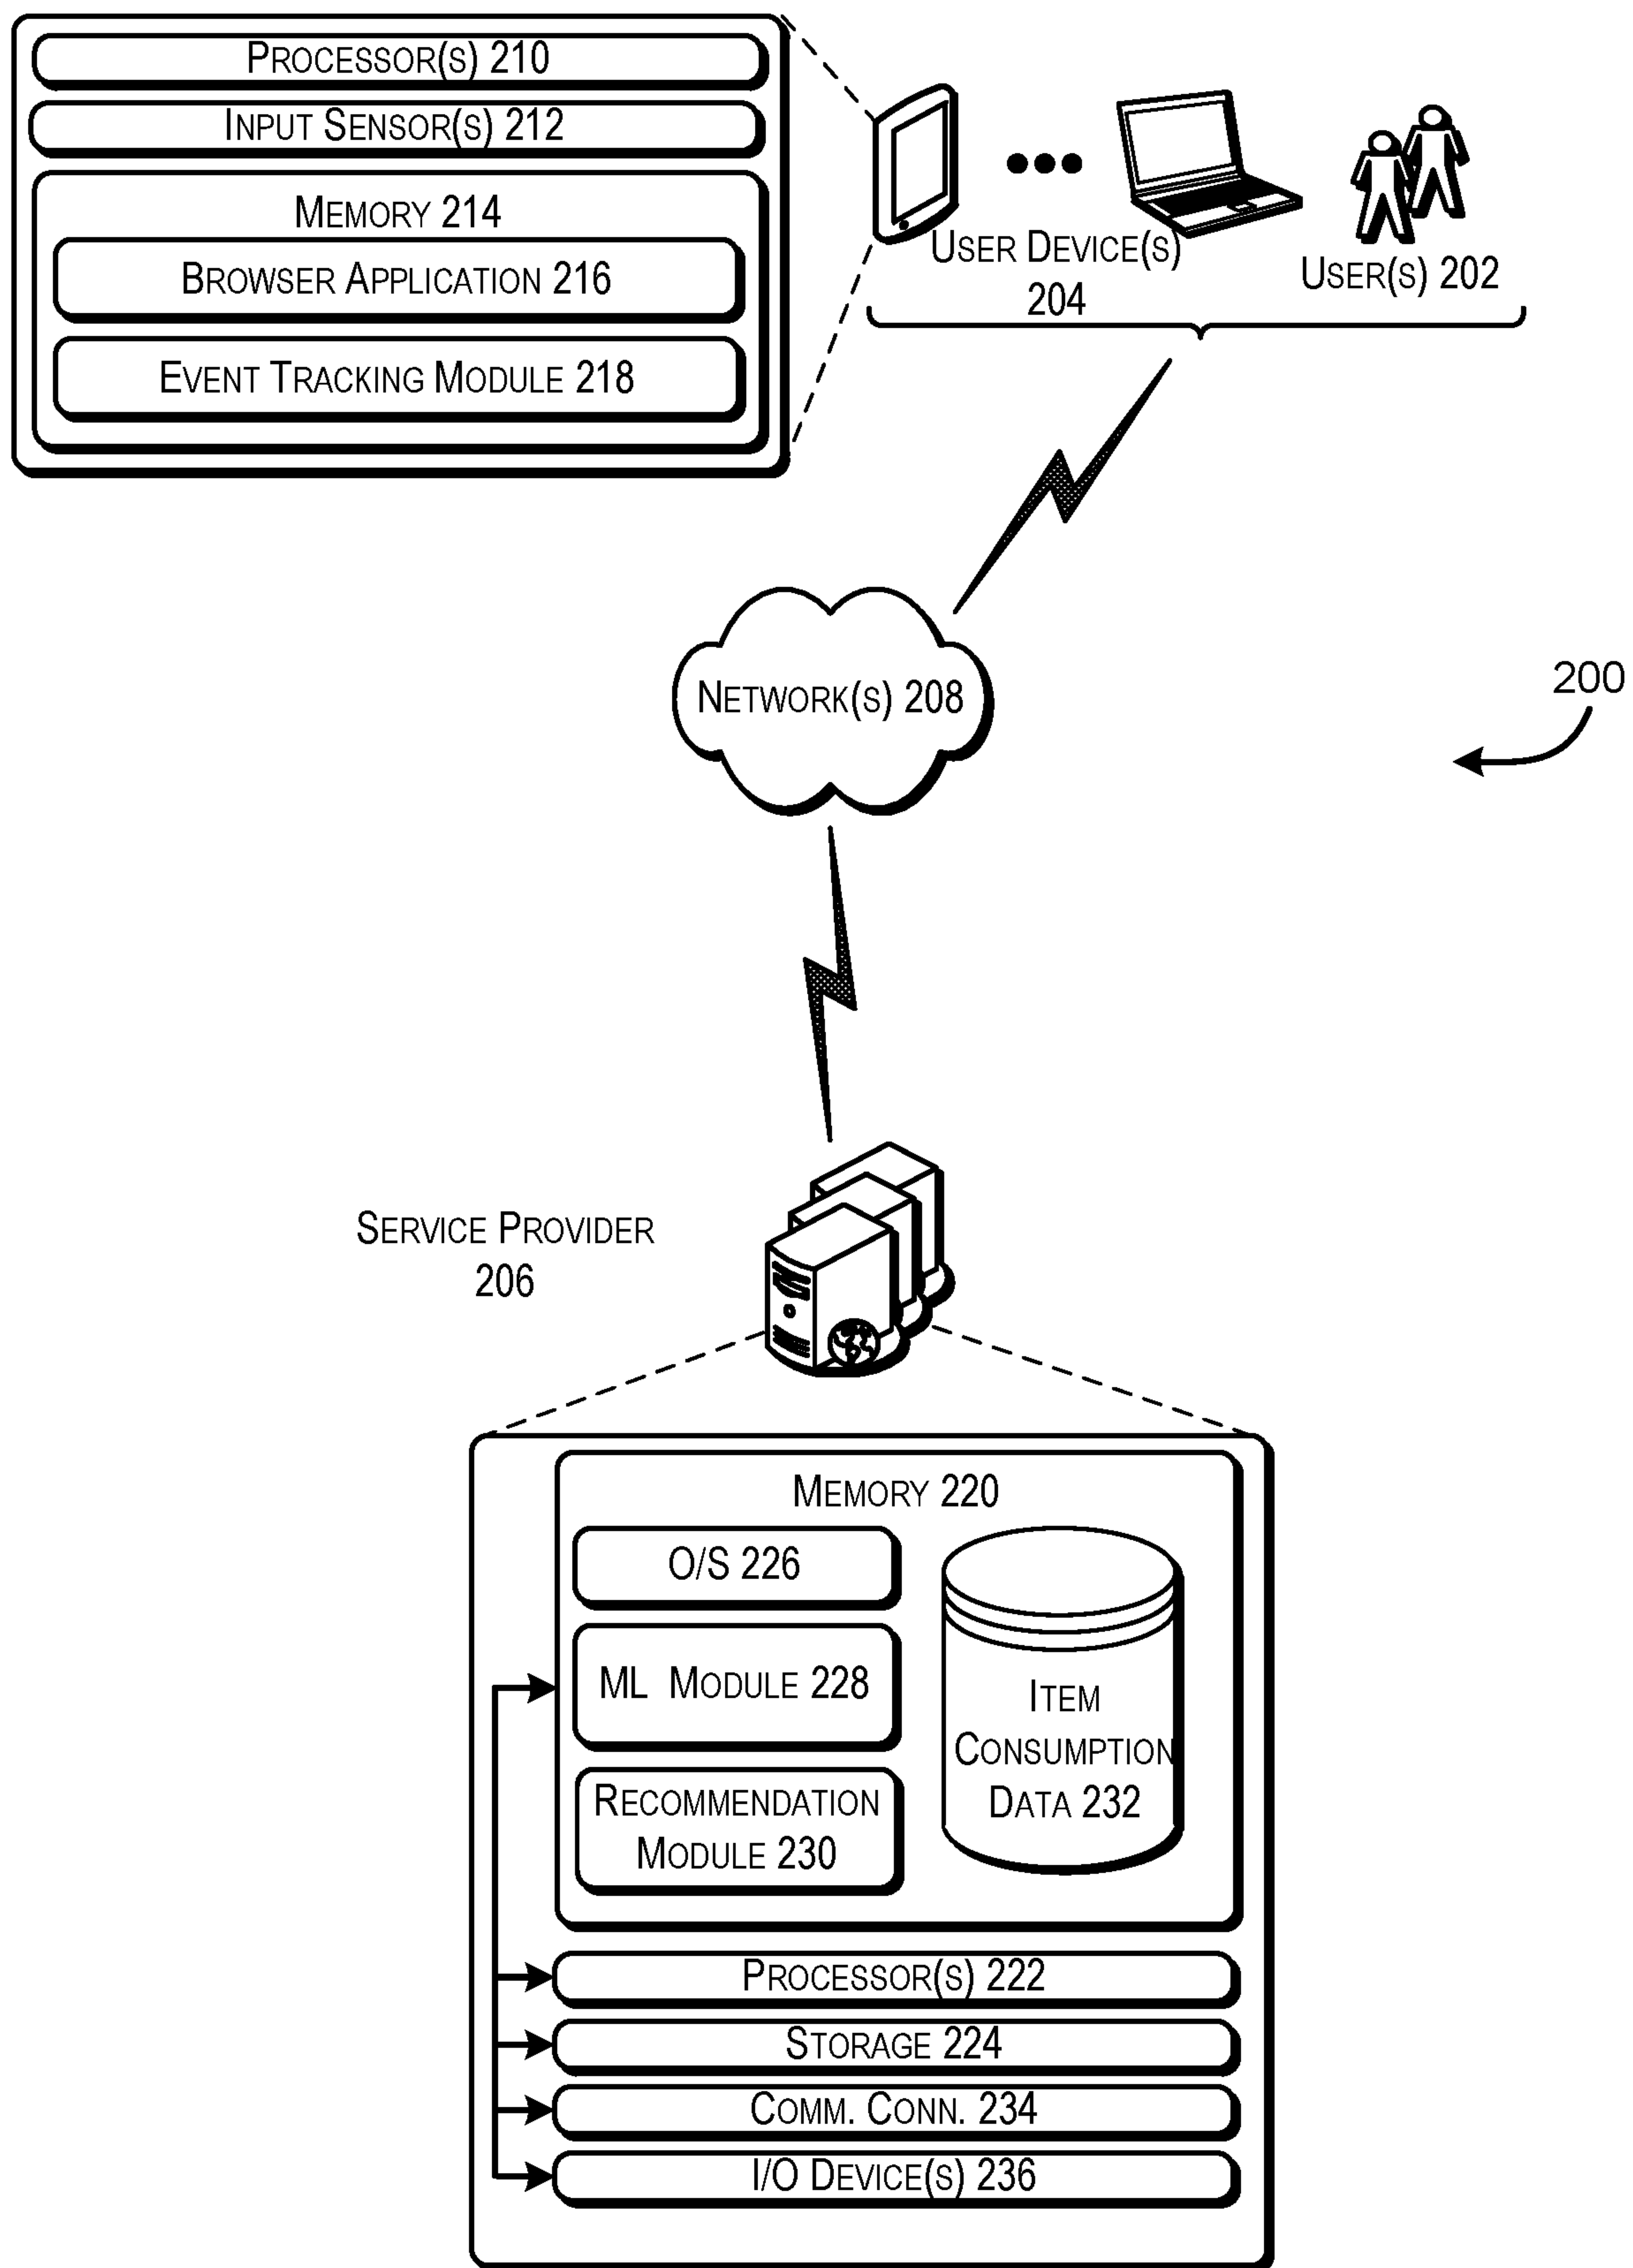 PROCESSOR(S) 210
INPUT SENSOR(S) 212
MEMORY 214
BROWSER APPLICATION 216
EVENT TRACKING MODULE 218
USER DEVICE(S)
204
USER(S) 202
NETWORK(S) 208
200
SERVICE PROVIDER
206
MEMORY 220
O/S 226
ML MODULE 228
RECOMMENDATION
MODULE 230
ITEM
CONSUMPTION
DATA 232
PROCESSOR(S) 222
STORAGE 224
COMM. CONN. 234
I/O DEVICE(S) 236